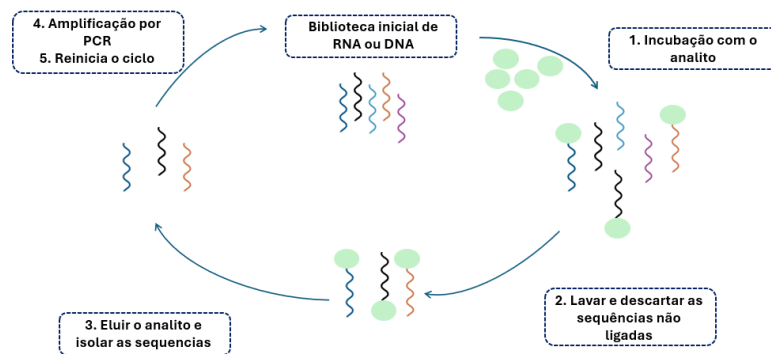 4. Amplificação por
PCR
5. Reinicia o ciclo
Biblioteca inicial de
RNA ou DNA
1. Incubação com o
analito
2. Lavar e descartar as
sequências não
ligadas
3. Eluir o analito e
isolar as sequencias